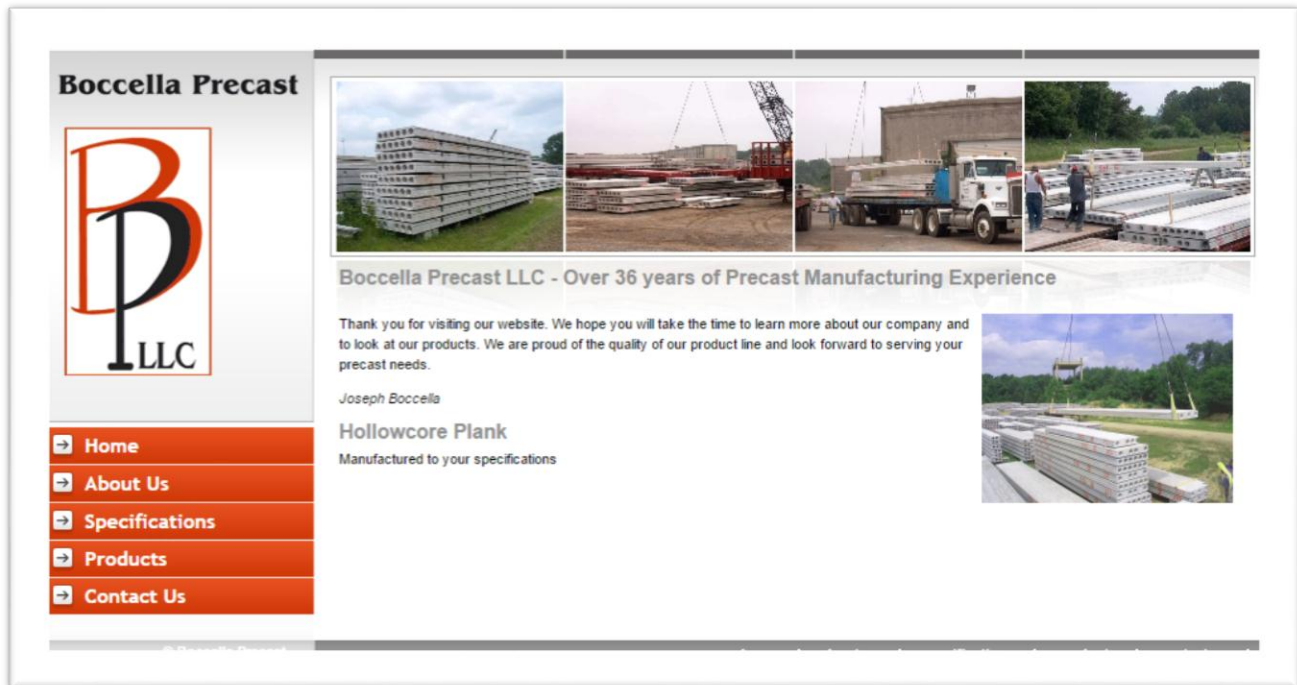 Boccella Precast
BP
LLC
Home
About Us
Specifications
Products
Contact Us
Boccella Precast LLC - Over 36 years of Precast Manufacturing Experience
Thank you for visiting our website. We hope you will take the time to learn more about our company and
to look at our products. We are proud of the quality of our product line and look forward to serving your
precast needs.
Joseph Boccella
Hollowcore Plank
Manufactured to your specifications